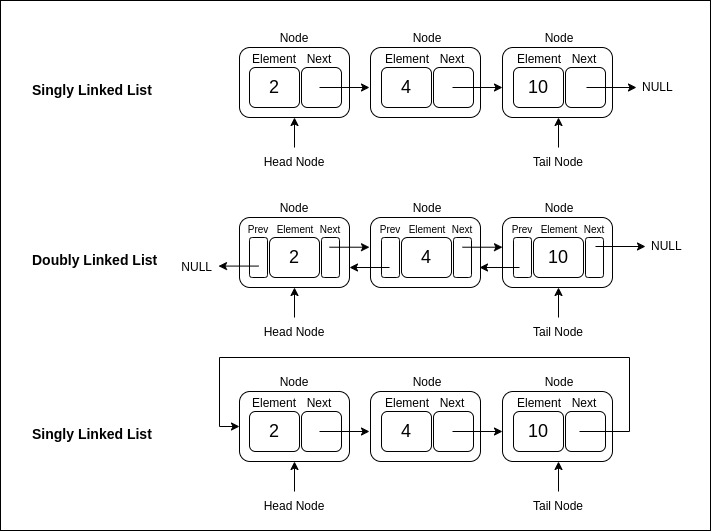 Node Node Node
Element Next Element Next Element Next
Singly Linked List 2 4 10 NULL
Head Node Tail Node
Node Node Node
Prev Element Next Prev Element Next Prev Element Next
Doubly Linked List NULL 2 4 10 NULL
Head Node Tail Node
Node Node Node
Element Next Element Next Element Next
Singly Linked List 2 4 10
Head Node Tail Node